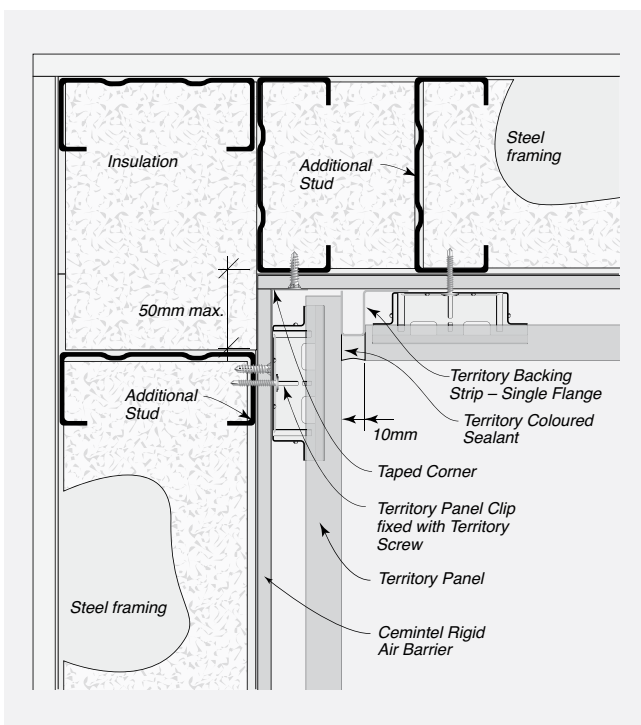 Insulation
Additional
Stud
Steel
framing
50mm max.
Additional
Stud
Territory Backing
Strip – Single Flange
Territory Coloured
Sealant
10mm
Taped Corner
Territory Panel Clip
fixed with Territory
Screw
Territory Panel
Steel framing
Cemintel Rigid
Air Barrier